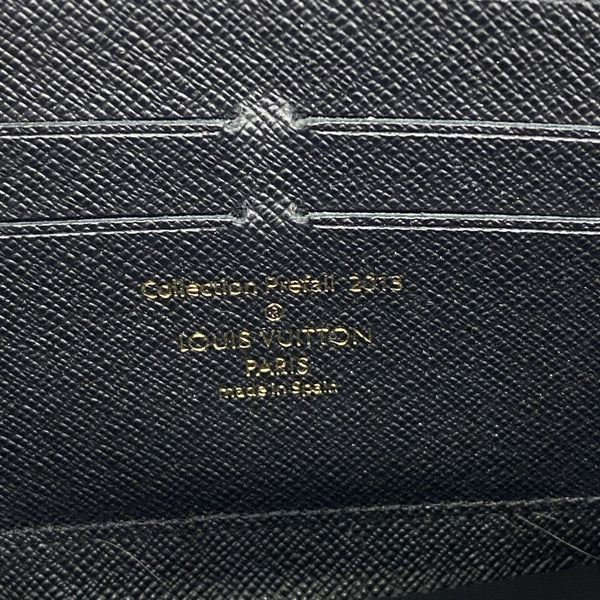 Collection Prefall 2013
®
LOUIS VUITTON
PARIS
made in Spain